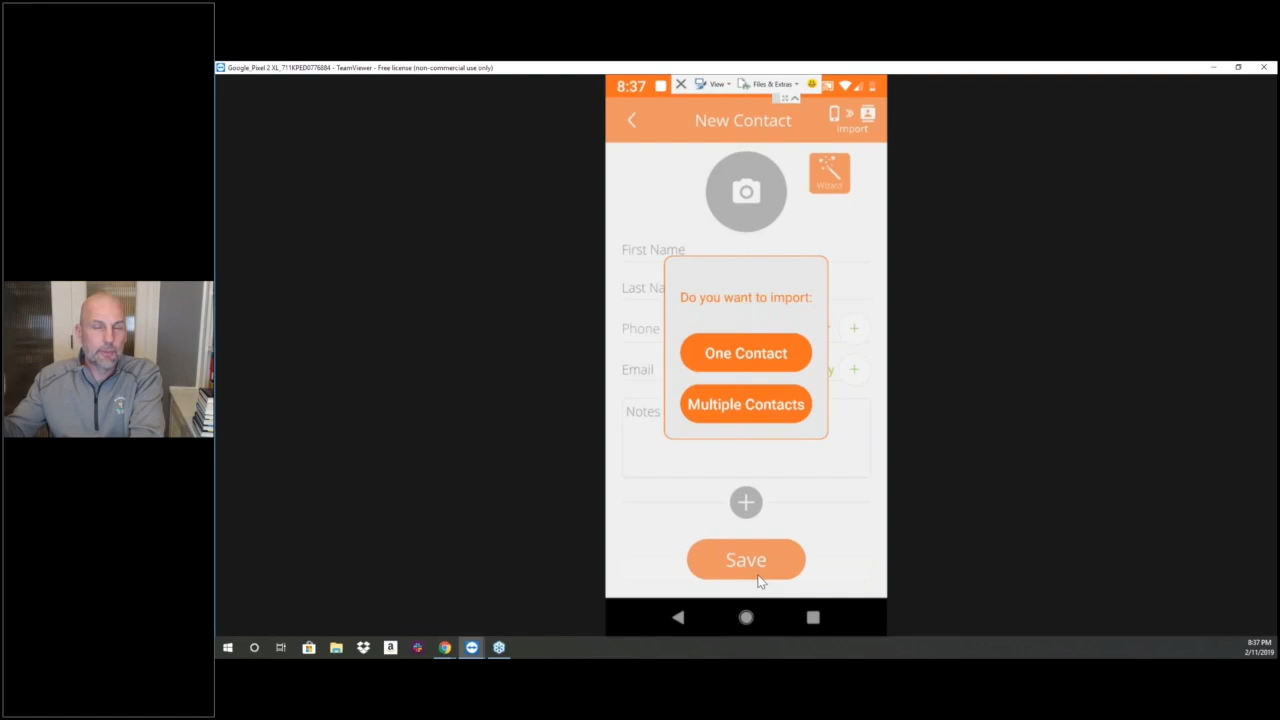 Google_Pixel 2 XL_711KPED0776884 - TeamViewer - Free license (non-commercial use only)
8:37
View
Files & Extras
New Contact
Import
Wizard
First Name
Last Na
Do you want to import:
Phone
One Contact
Email
y
Multiple Contacts
Notes
Save
a
8:37 PM
2/11/2019